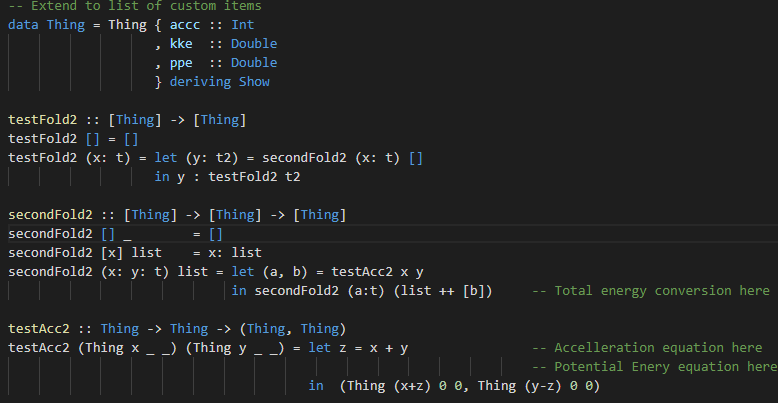 -- Extend to list of custom items
data Thing = Thing { accc :: Int
                   , kke  :: Double
                   , ppe  :: Double
                   } deriving Show
testFold2 :: [Thing] -> [Thing]
testFold2 [] = []
testFold2 (x: t) = let (y: t2) = secondFold2 (x: t) []
                   in y : testFold2 t2
secondFold2 :: [Thing] -> [Thing] -> [Thing]
secondFold2 [] _        = []
secondFold2 [x] list    = x: list
secondFold2 (x: y: t) list = let (a, b) = testAcc2 x y
                             in secondFold2 (a:t) (list ++ [b])     -- Total energy conversion here
testAcc2 :: Thing -> Thing -> (Thing, Thing)
testAcc2 (Thing x _ _) (Thing y _ _) = let z = x + y                -- Accelleration equation here
                                                                    -- Potential Enery equation here
                                       in  (Thing (x+z) 0 0, Thing (y-z) 0 0)